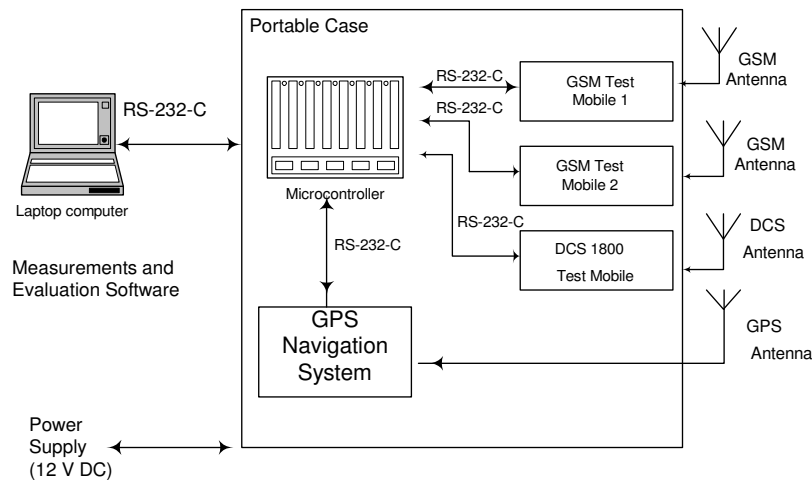 Portable Case
RS-232-C
Laptop computer
Measurements and
Evaluation Software
Power
Supply
(12 V DC)
Microcontroller
RS-232-C
RS-232-C
RS-232-C
RS-232-C
GPS
Navigation
System
GSM Test
Mobile 1
GSM Test
Mobile 2
DCS 1800
Test Mobile
GSM
Antenna
GSM
Antenna
DCS
Antenna
GPS
Antenna